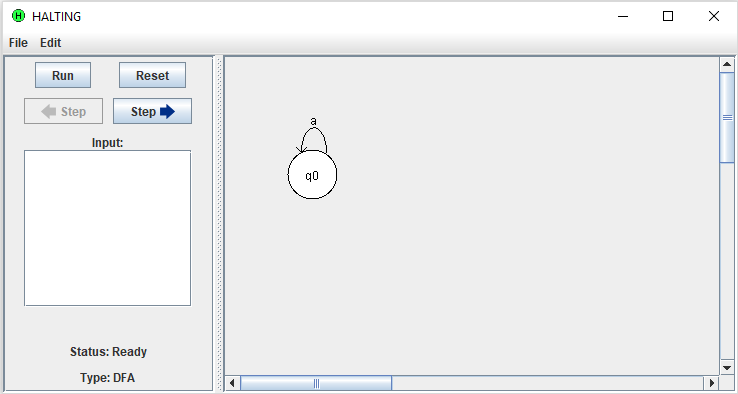 H HALTING
File Edit
Run Reset
Step Step
Input:
Status: Ready
Type: DFA
a
q0